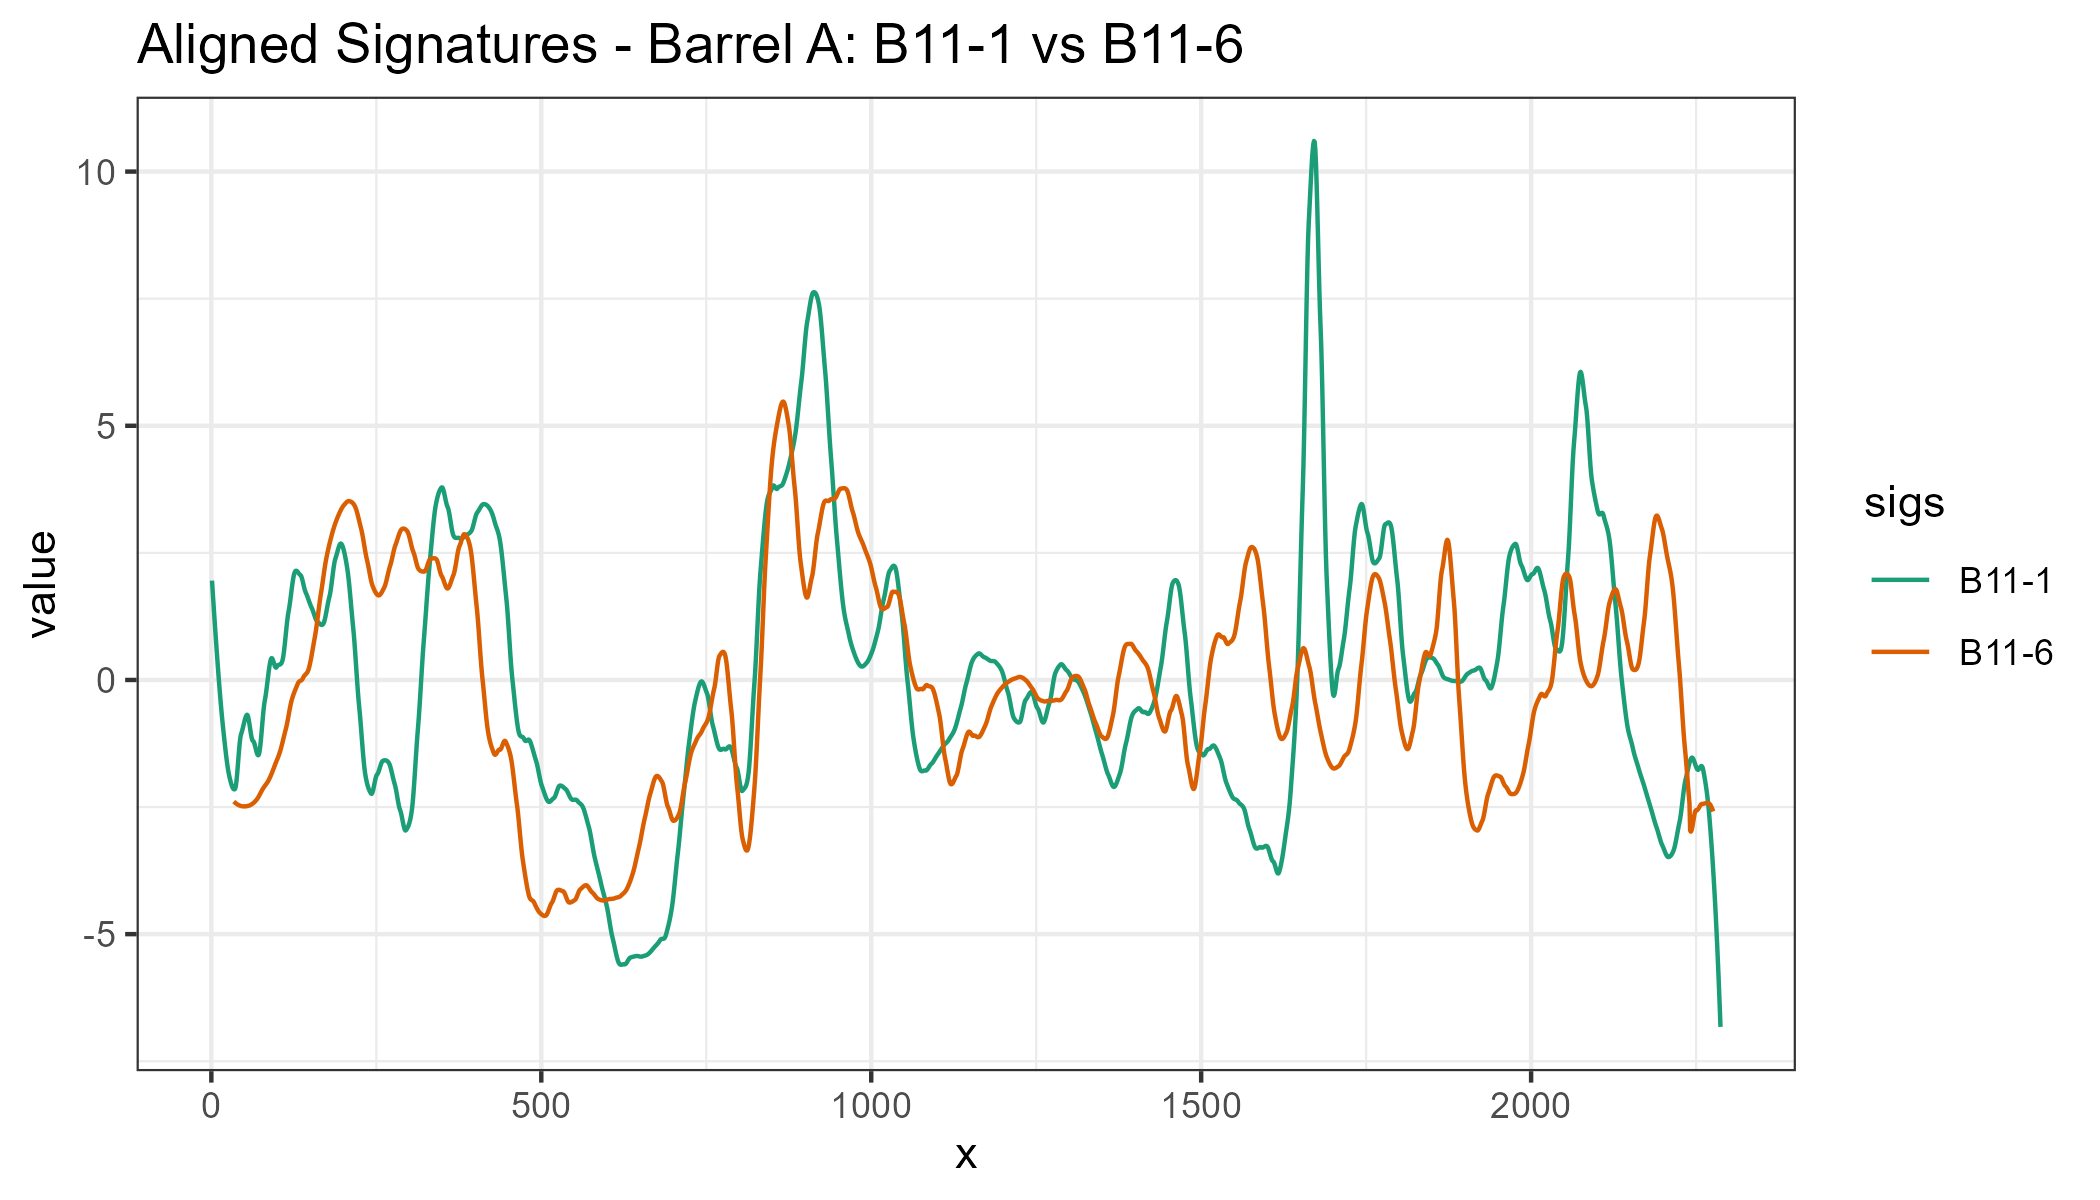 Aligned Signatures - Barrel A: B11-1 vs B11-6
10
5
0
-5
value
0 500 1000 1500 2000
x
sigs
B11-1
B11-6